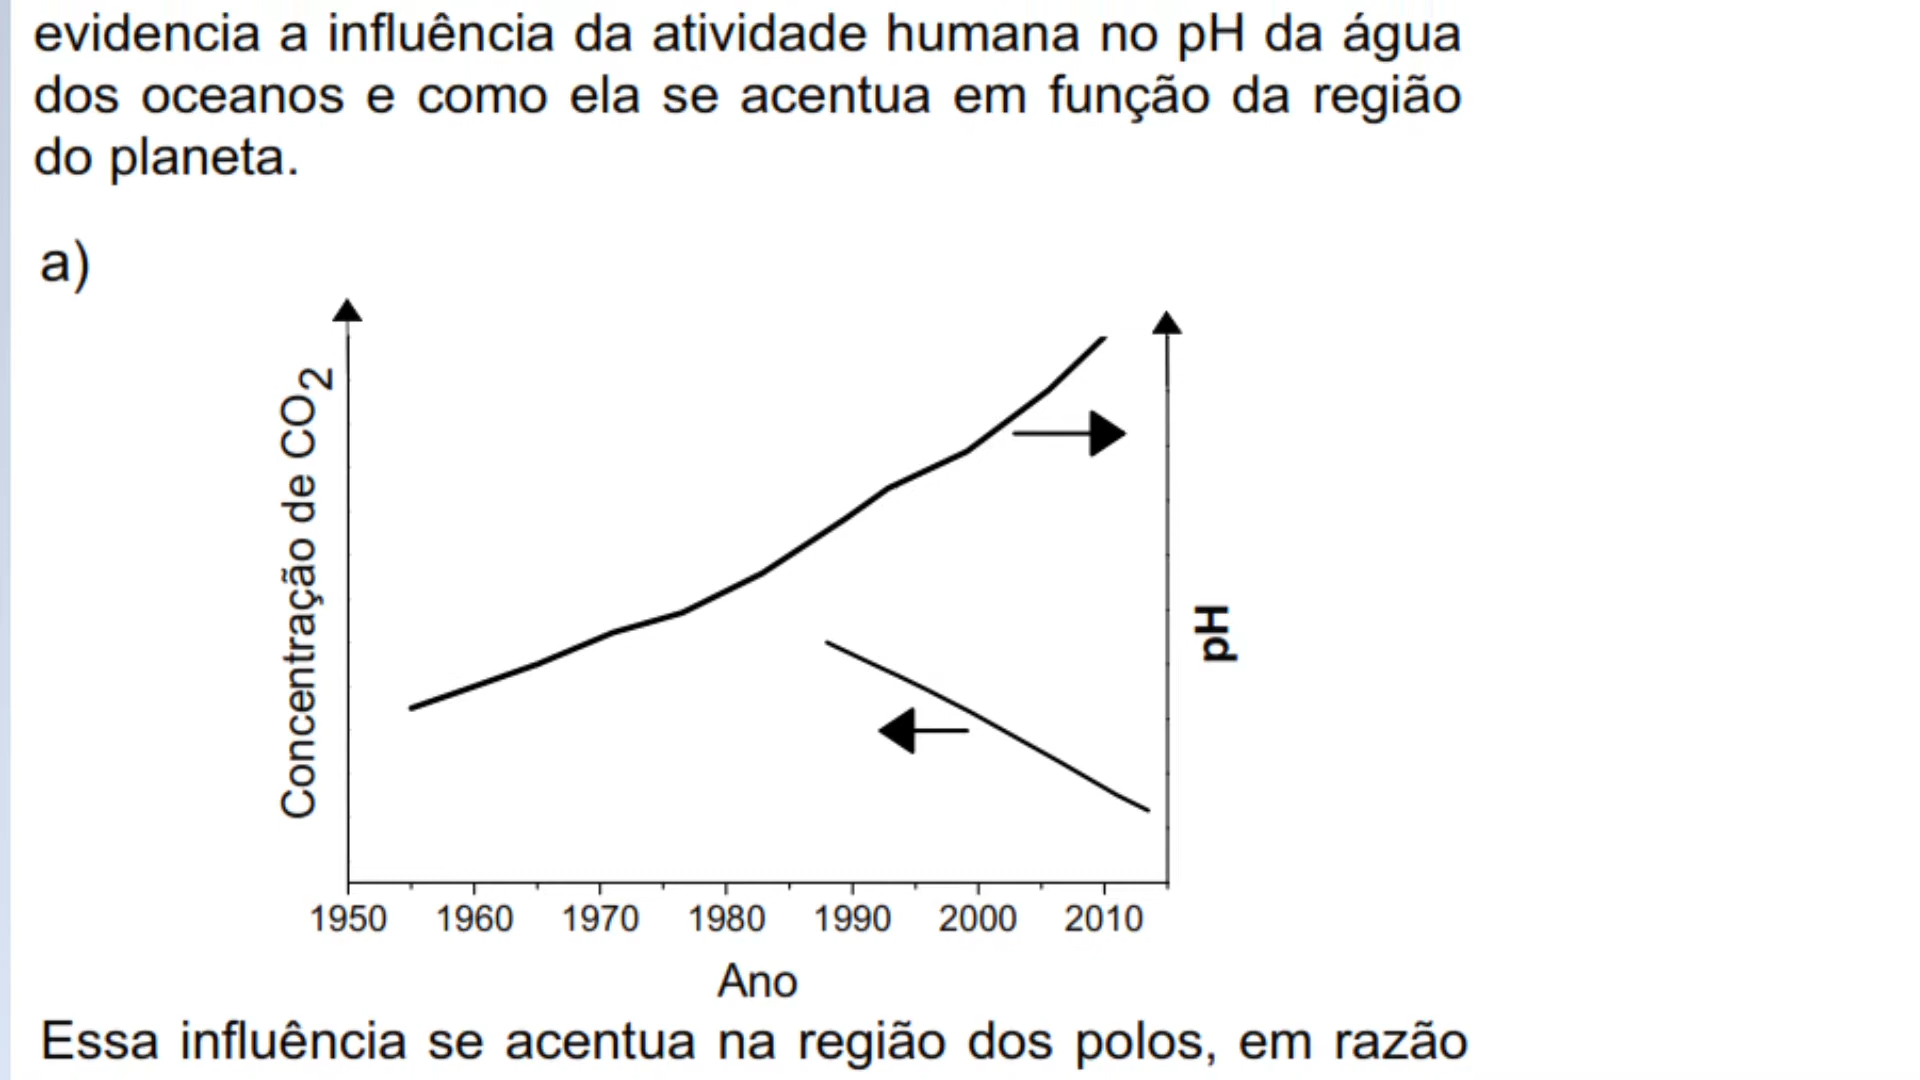 evidencia a influência da atividade humana no pH da água
dos oceanos e como ela se acentua em função da região
do planeta.
a)
Concentração de CO2
pH
1950 1960 1970 1980 1990 2000 2010
Ano
Essa influência se acentua na região dos polos, em razão